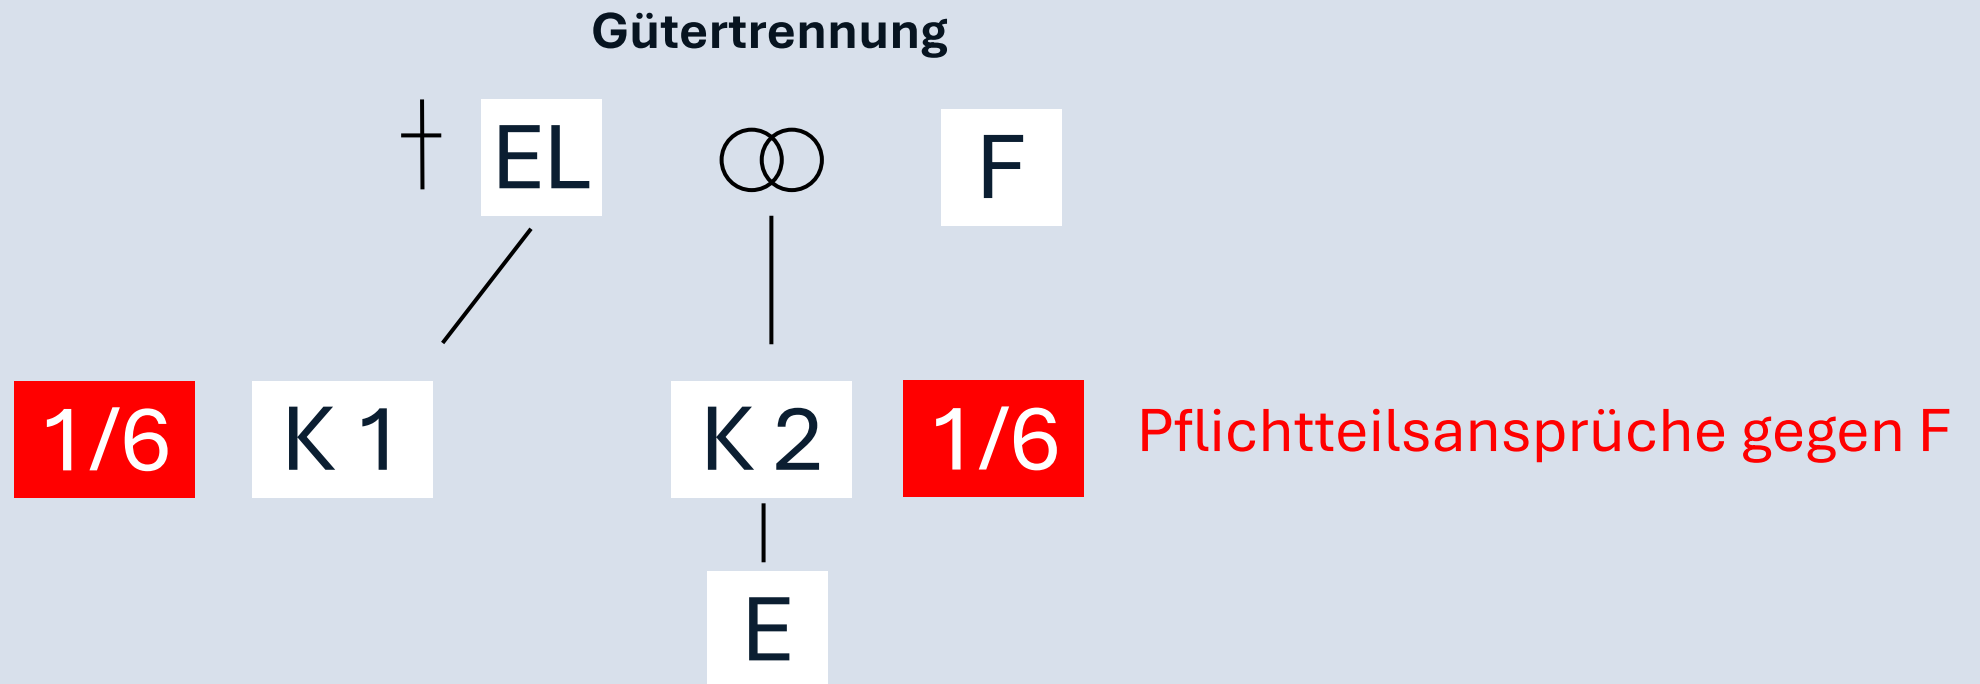 Gütertrennung
EL
F
1/6 K 1 K 2 1/6 Pflichtteilsansprüche gegen F
E